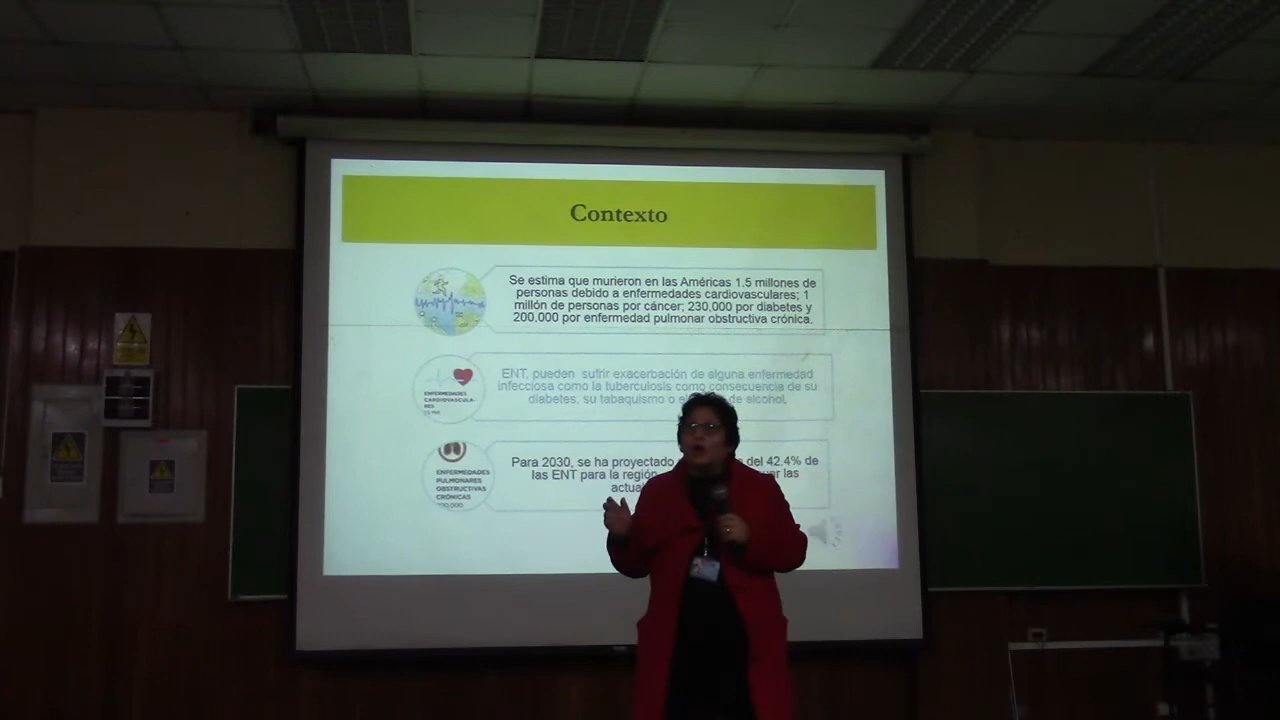 Contexto
Se estima que murieron en las Américas 1.5 millones de
personas debido a enfermedades cardiovasculares; 1
millón de personas por cáncer; 230,000 por diabetes y
200,000 por enfermedad pulmonar obstructiva crónica.
ENT, pueden sufrir exacerbación de alguna enfermedad
infecciosa como la tuberculosis como consecuencia de su
diabetes, su tabaquismo o de alcohol.
ENFERMEDADES
CARDIOVASCULA-
RES
Para 2030, se ha proyectado del 42.4% de
las ENT para la región las
ENFERMEDADES
PULMONARES
OBSTRUCTIVAS
CRÓNICAS